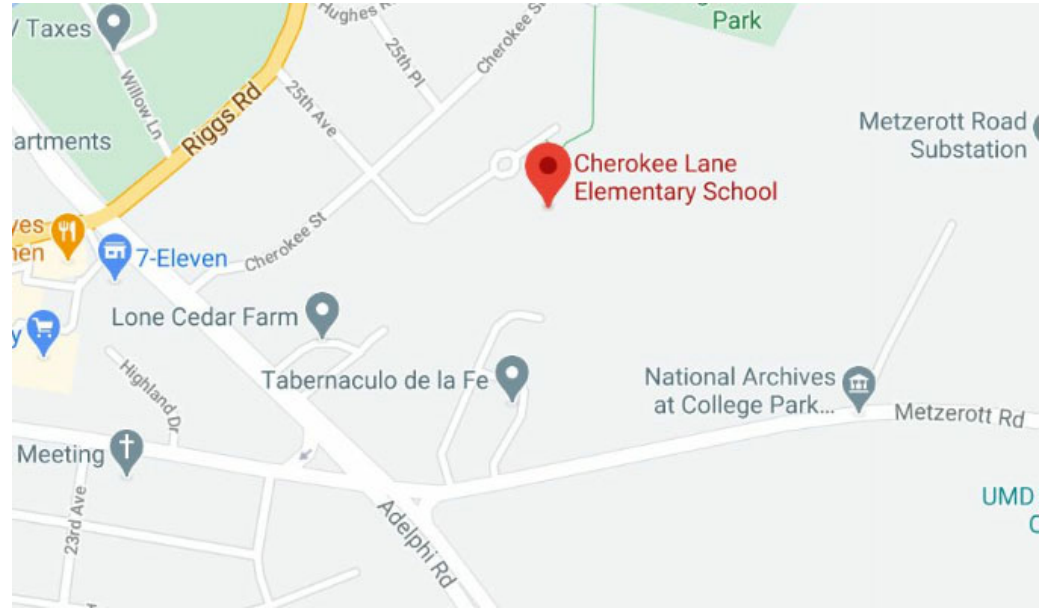 / Taxes
Hughes R
Park
25th Pl
Cherokee St
Willow Ln
Riggs Rd
25th Ave
Metzerott Road
Substation
artments
Cherokee Lane
Elementary School
yes
nen
7-Eleven
Cherokee St
Lone Cedar Farm
y
Highland Dr
Tabernaculo de la Fe
National Archives
at College Park...
Metzerott Rd
Meeting
23rd Ave
Adelphi Rd
UMD
C